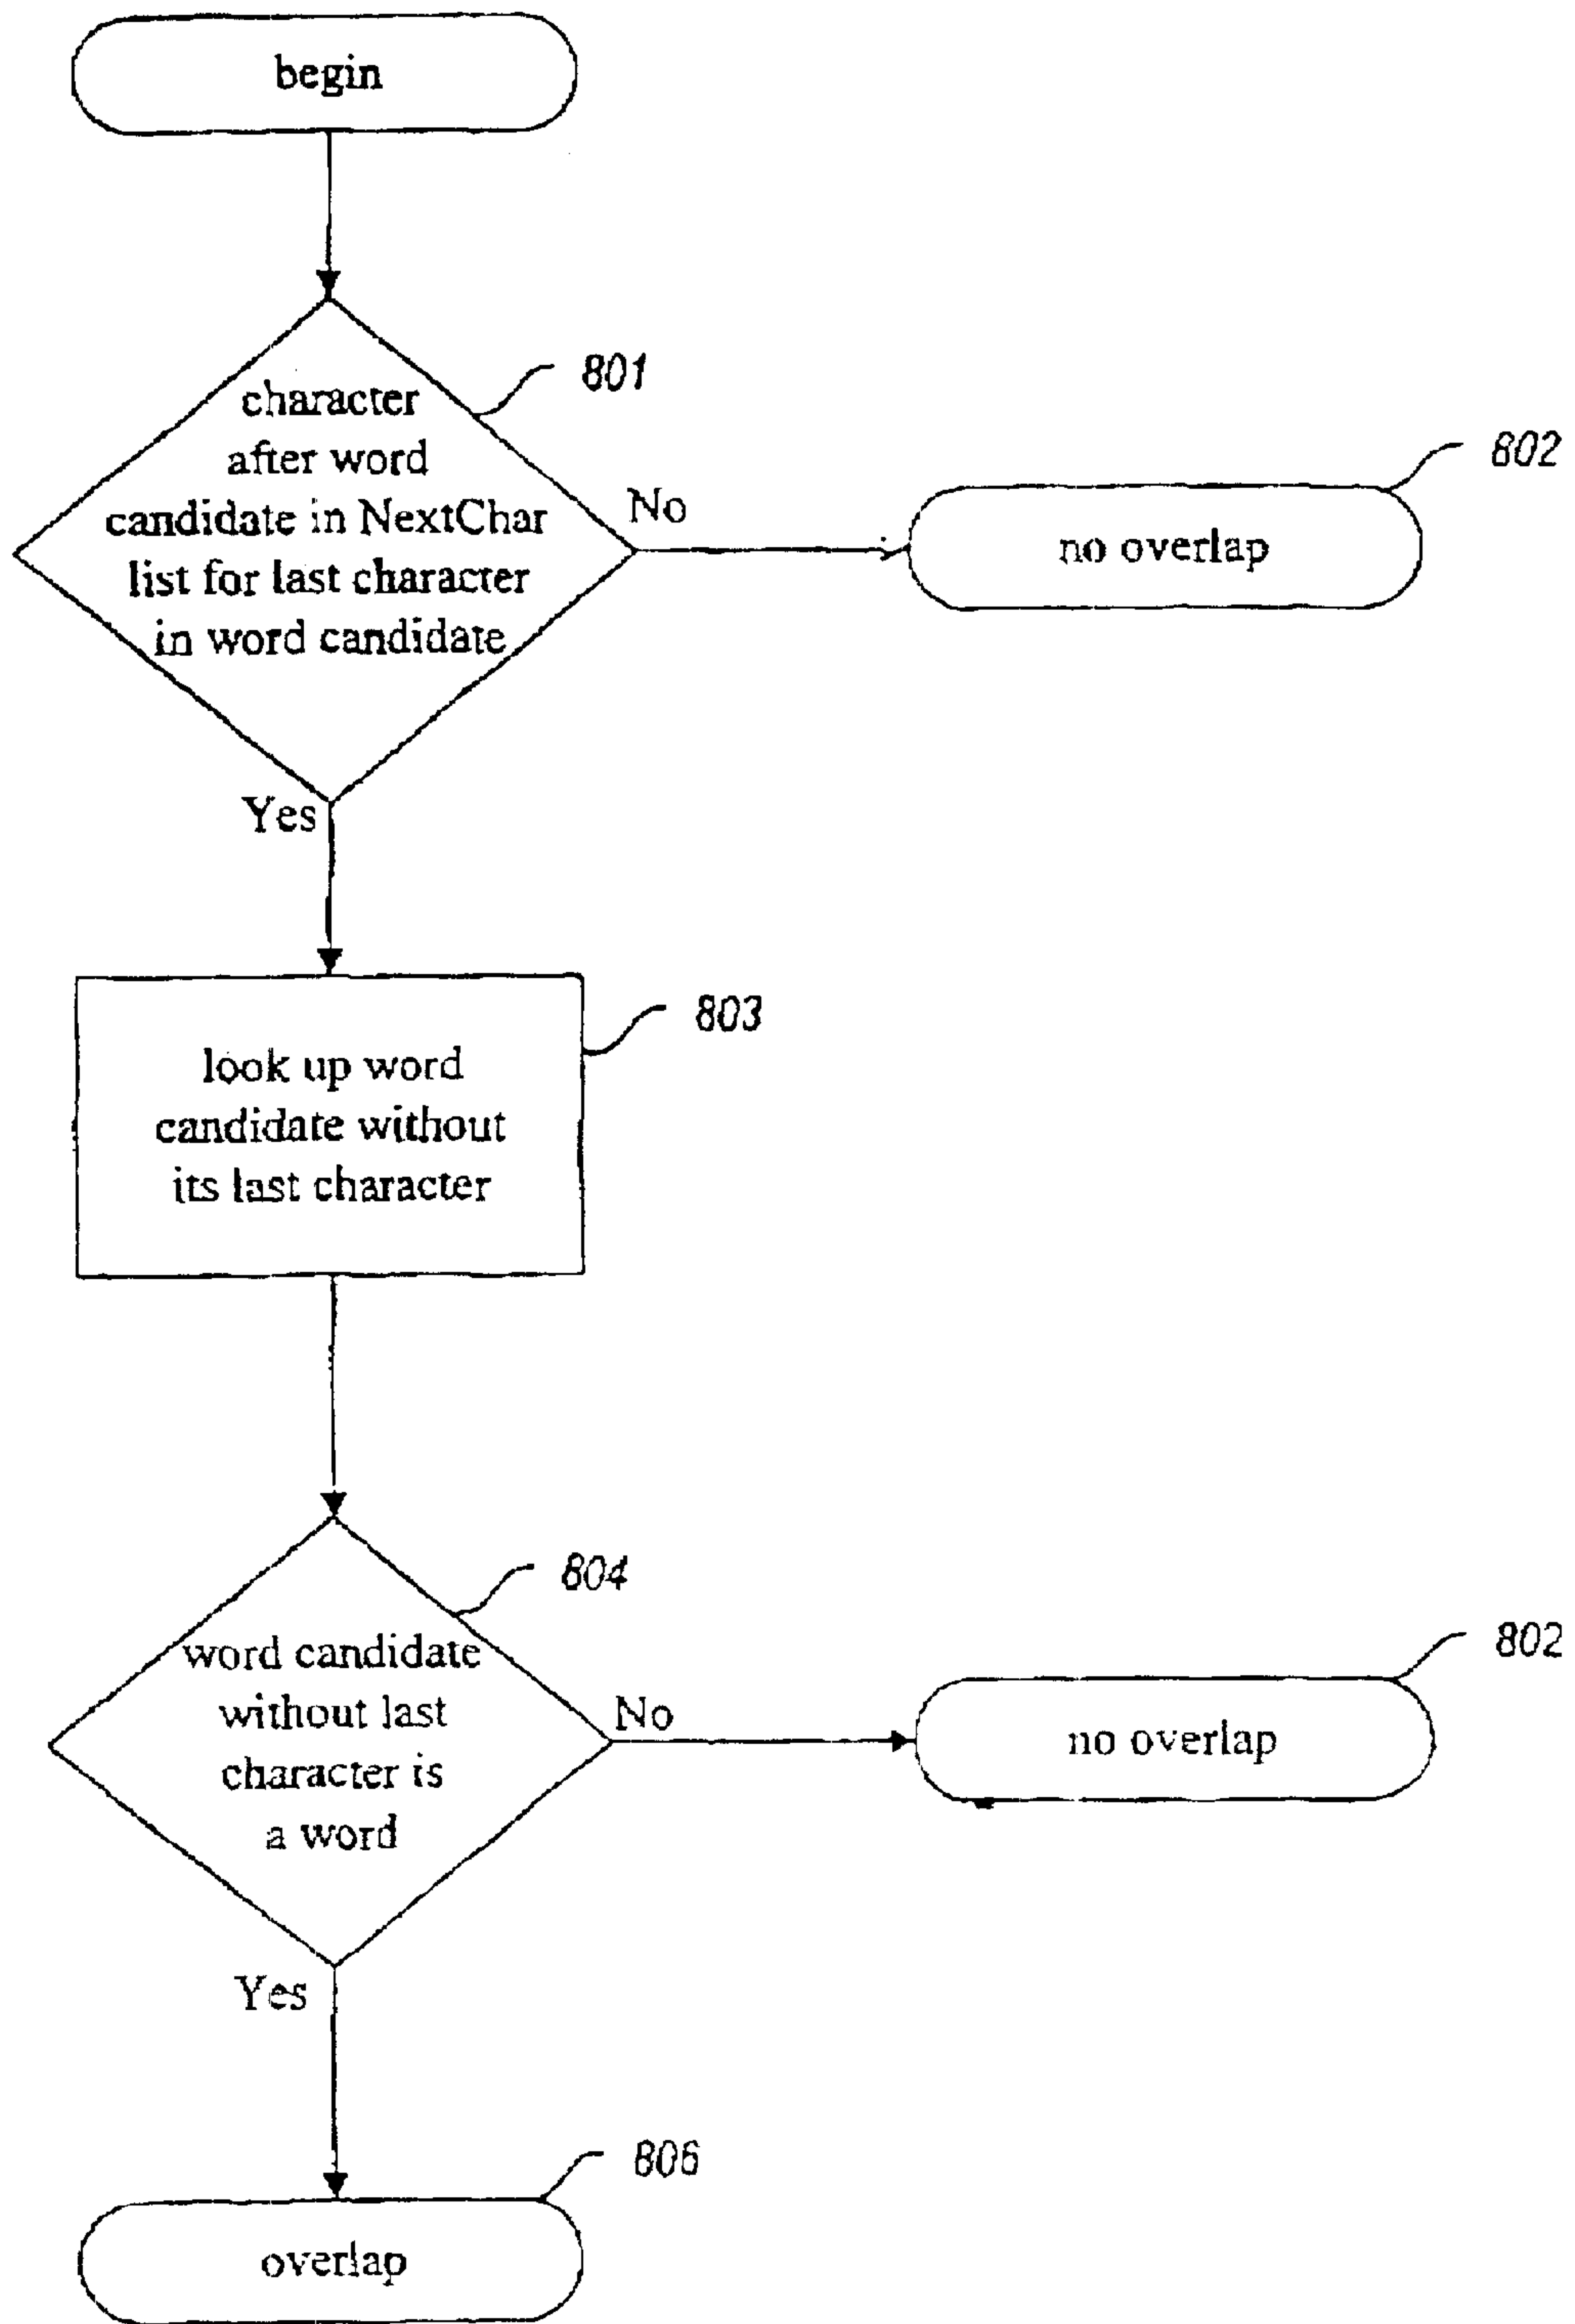 begin
801
character
after word
candidate in NextChar
list for last character
in word candidate
No
802
no overlap
Yes
803
look up word
candidate without
its last character
804
word candidate
without last
character is
a word
No
802
no overlap
Yes
806
overlap